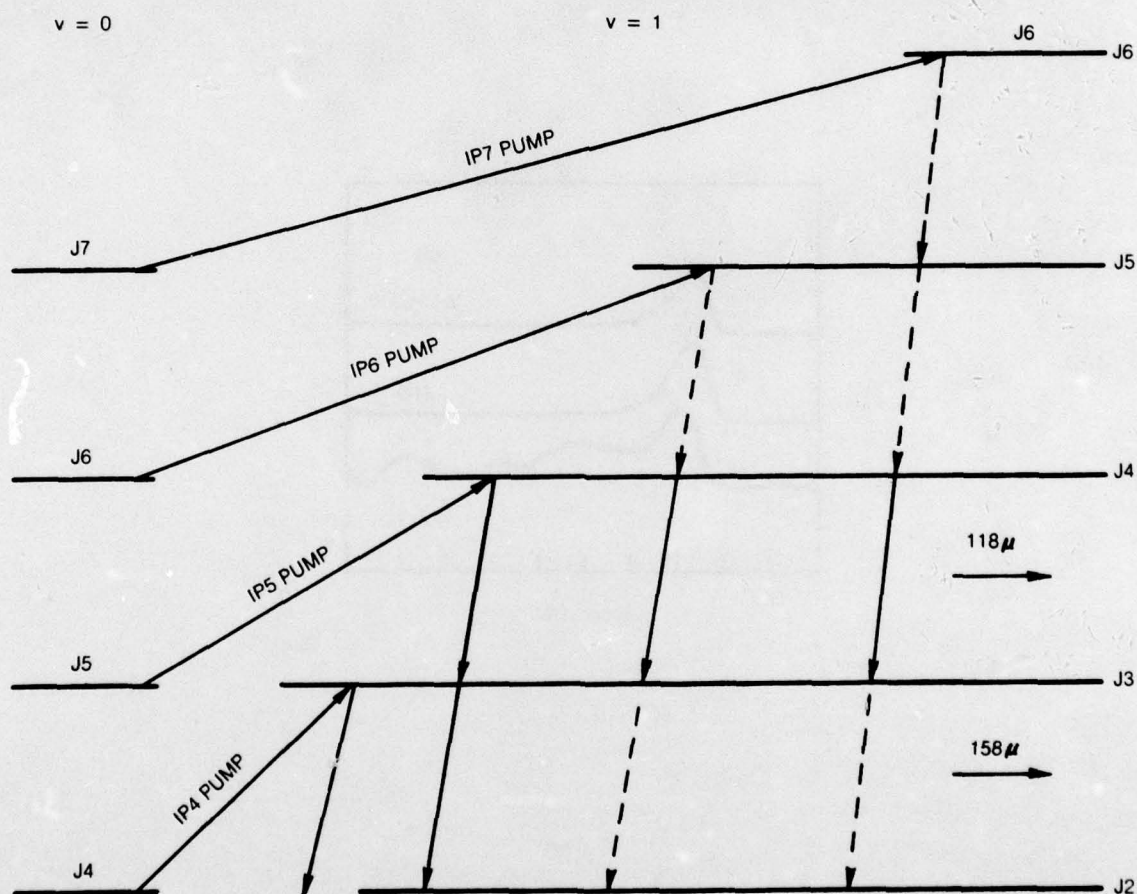 v = 0
v = 1
J6
J6
IP7 PUMP
J7
J5
IP6 PUMP
J6
J4
118μ
IP5 PUMP
J5
J3
158μ
IP4 PUMP
J4
J2